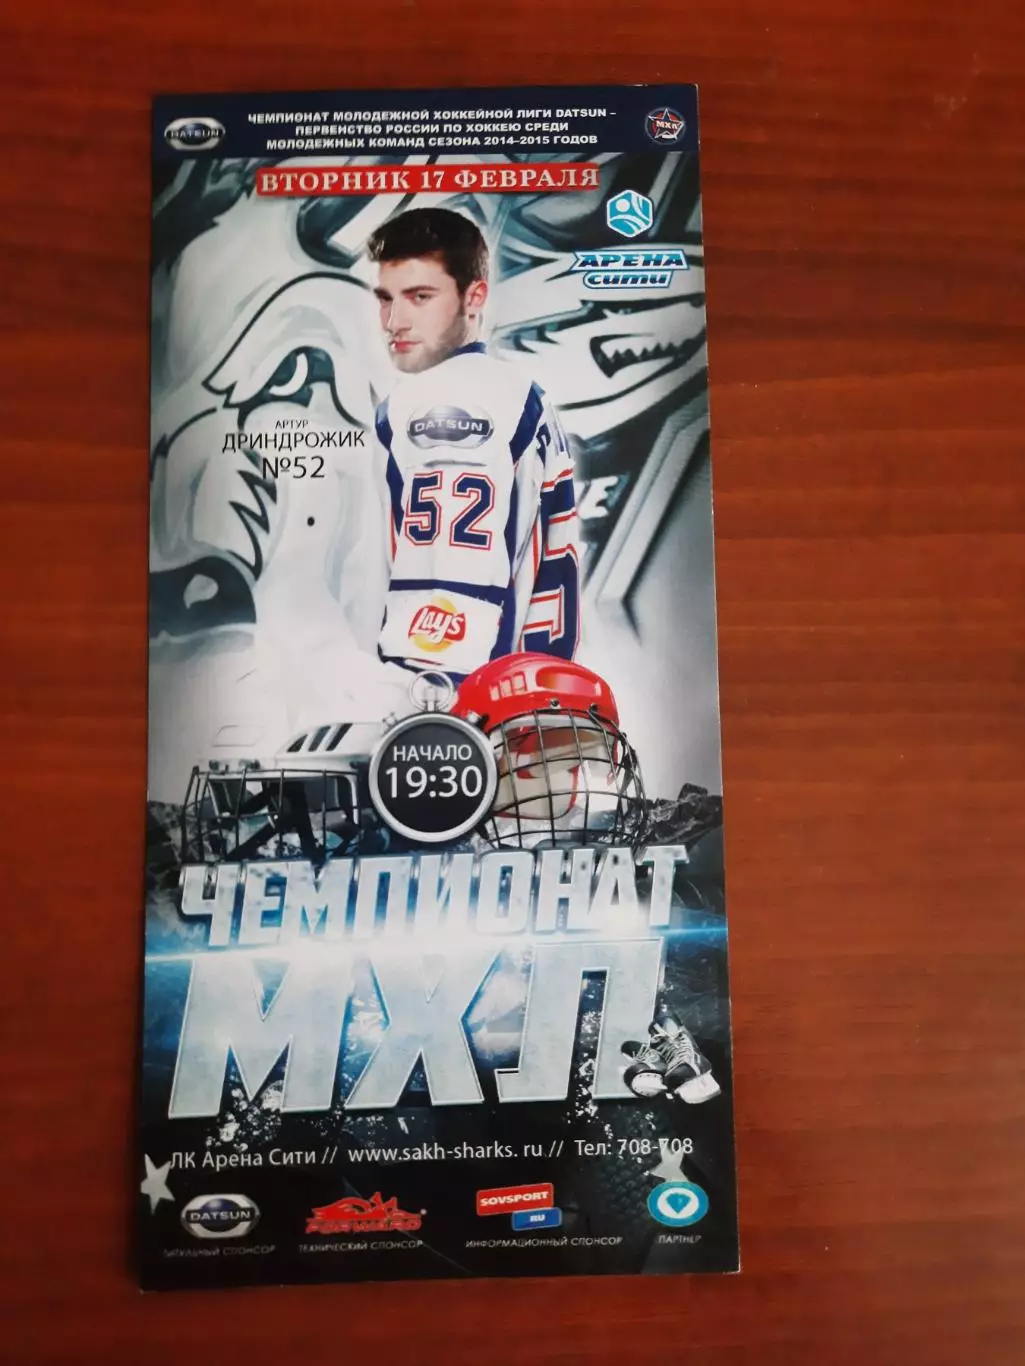 ЧЕМПИОНАТ МОЛОДЕЖНОЙ ХОККЕЙНОЙ ЛИГИ DATSUN –
ПЕРВЕНСТВО РОССИИ ПО ХОККЕЮ СРЕДИ
МОЛОДЕЖНЫХ КОМАНД СЕЗОНА 2014–2015 ГОДОВ
DATSUN
МХЛ
ВТОРНИК 17 ФЕВРАЛЯ
АРЕНА
сити
АРТУР
ДРИНДРОЖИК
№52
DATSUN
52
Lay's
НАЧАЛО
19:30
ЧЕМПИОНАТ
МХЛ
ЛК Арена Сити // www.sakh-sharks. ru // Тел: 708-708
DATSUN
FORWARD
SOVSPORT
RU
ТИТУЛЬНЫЙ СПОНСОР
ТЕХНИЧЕСКИЙ СПОНСОР
ИНФОРМАЦИОННЫЙ СПОНСОР
ПАРТНЕР